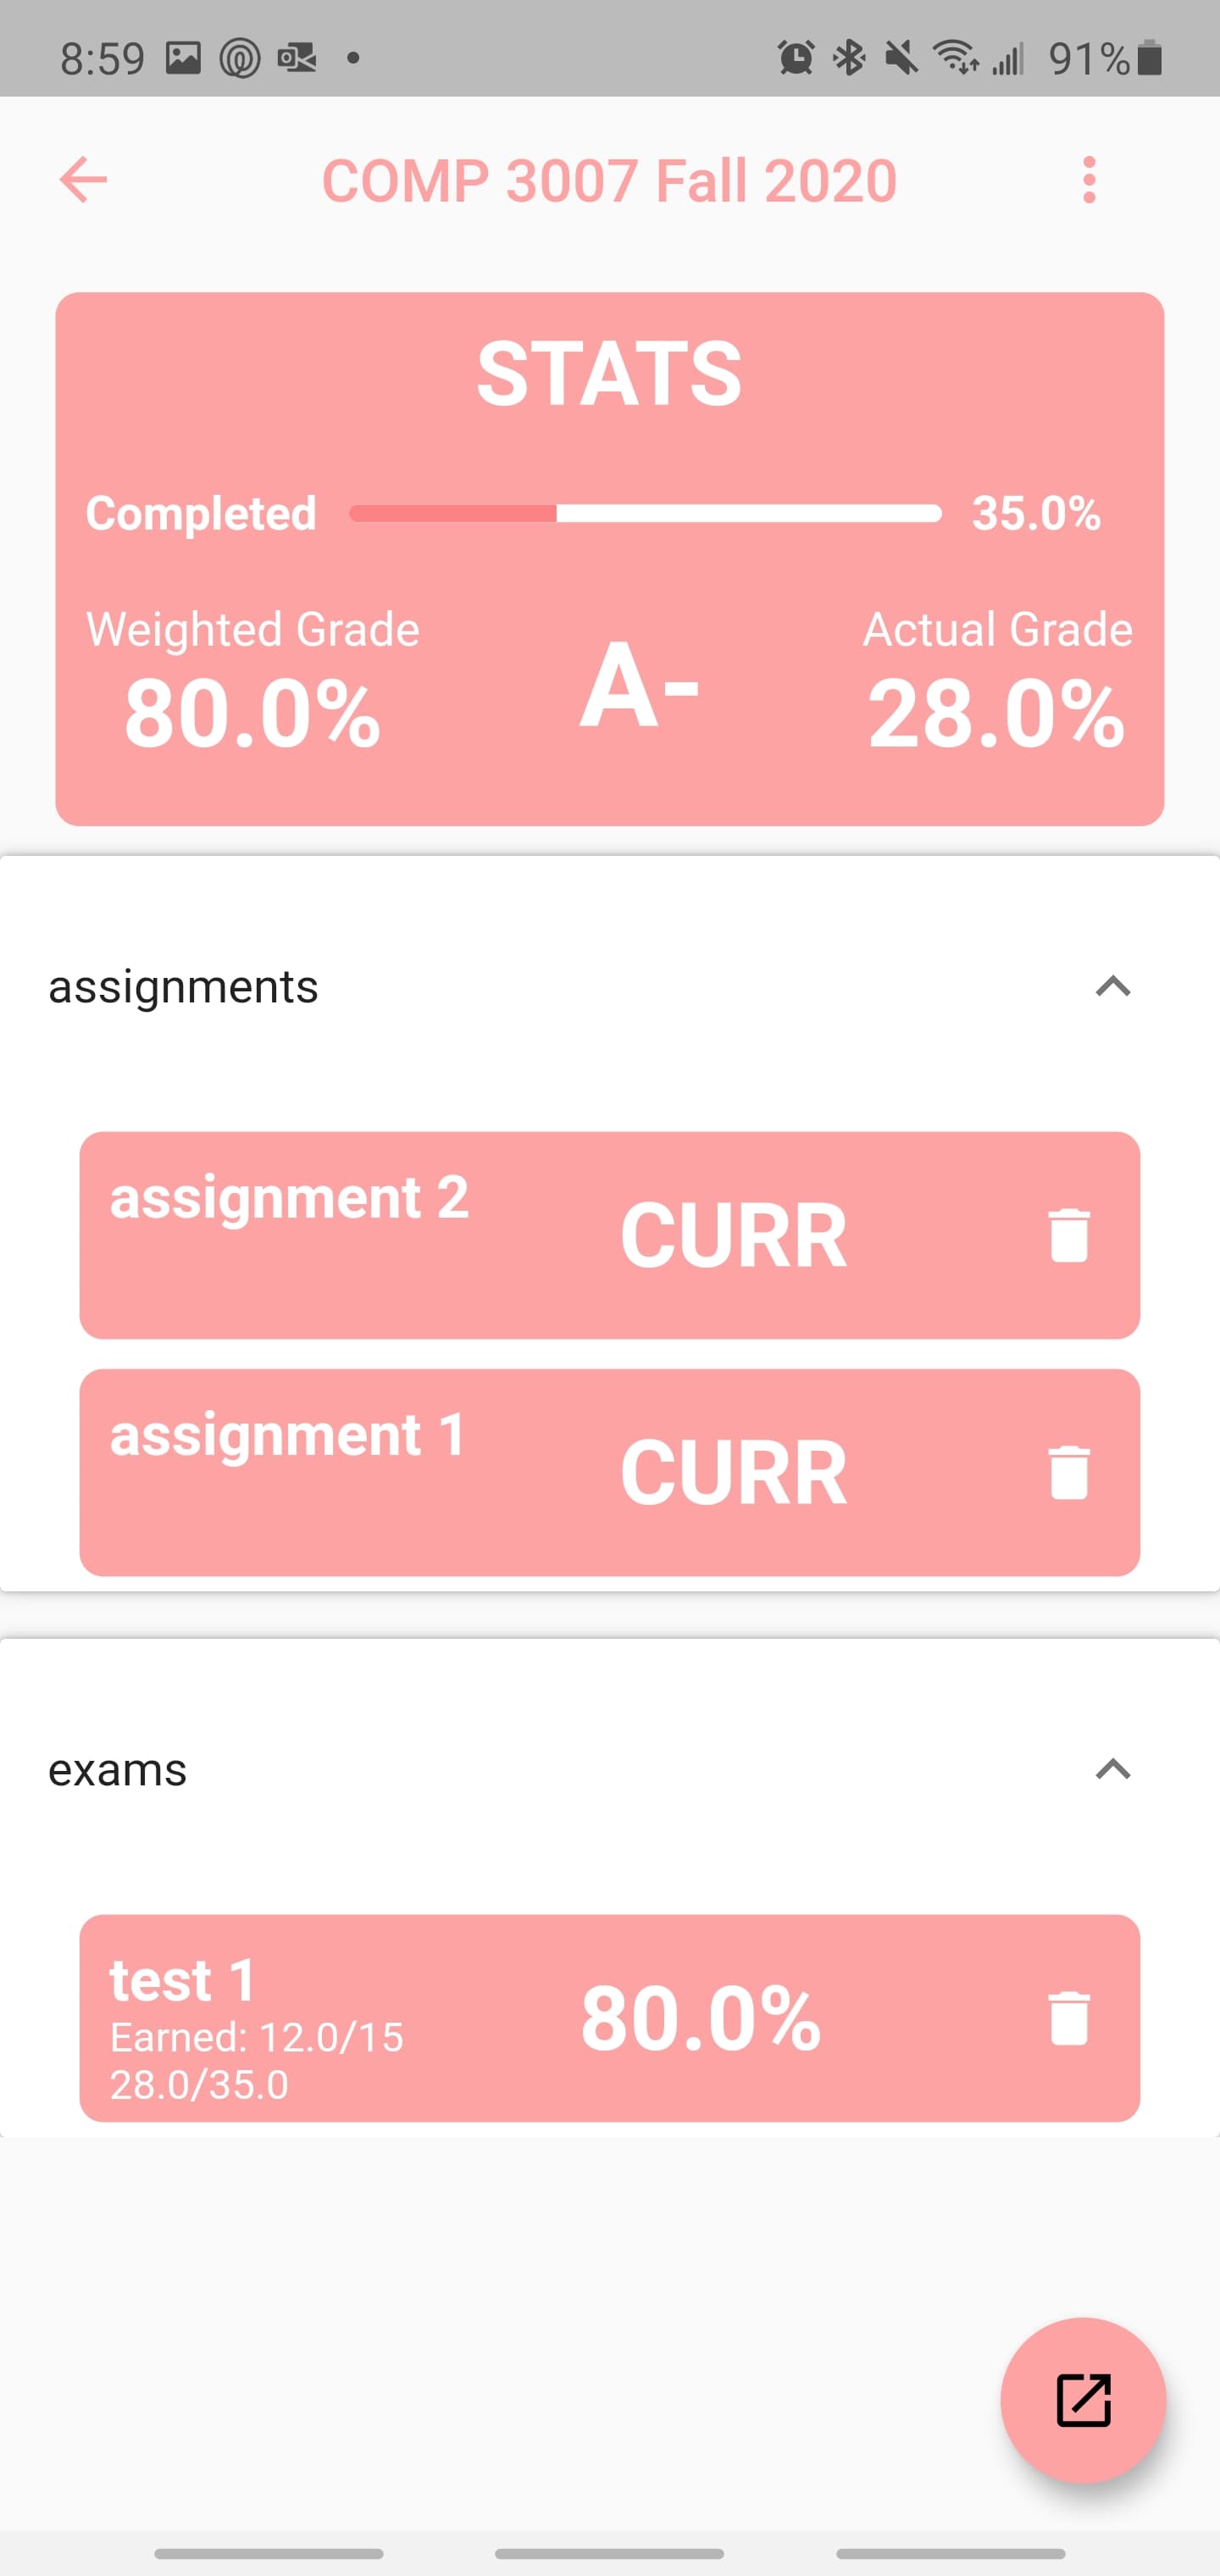 8:59 91%
COMP 3007 Fall 2020
STATS
Completed 35.0%
Weighted Grade Actual Grade
80.0% A- 28.0%
assignments
assignment 2 CURR
assignment 1 CURR
exams
test 1
80.0%
Earned: 12.0/15
28.0/35.0